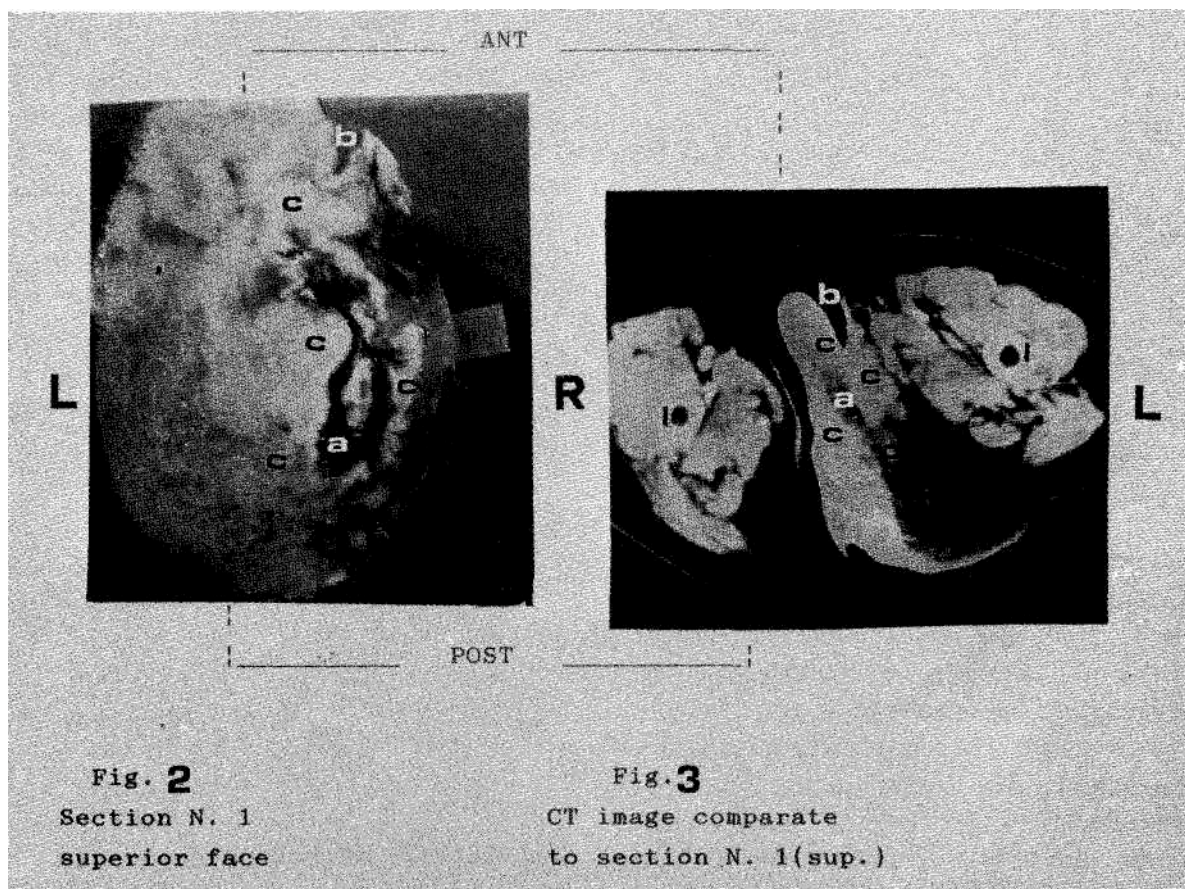 ANT
b
c
c
c
a
c
L
R
b
c
c
a
c
l
l
L
POST
Fig. 2
Section N. 1
superior face
Fig.3
CT image comparate
to section N. 1(sup.)